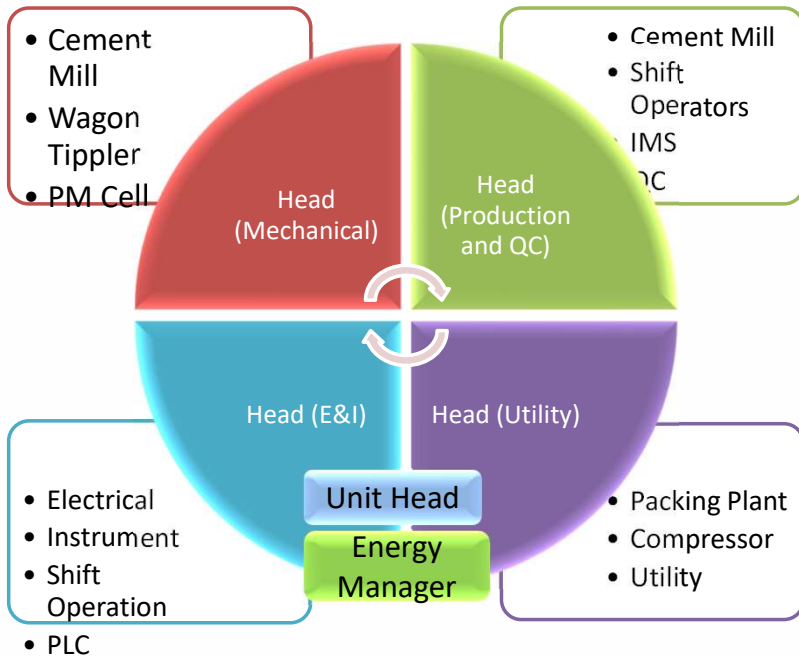 • Cement
Mill
• Wagon
Tippler
• PM Cell
• Cement Mill
• Shift
Operators
• IMS
QC
Head
(Mechanical)
Head
(Production
and QC)
Head (E&I)
Head (Utility)
Unit Head
Energy
Manager
• Electrical
• Instrument
• Shift
Operation
• PLC
• Packing Plant
• Compressor
• Utility